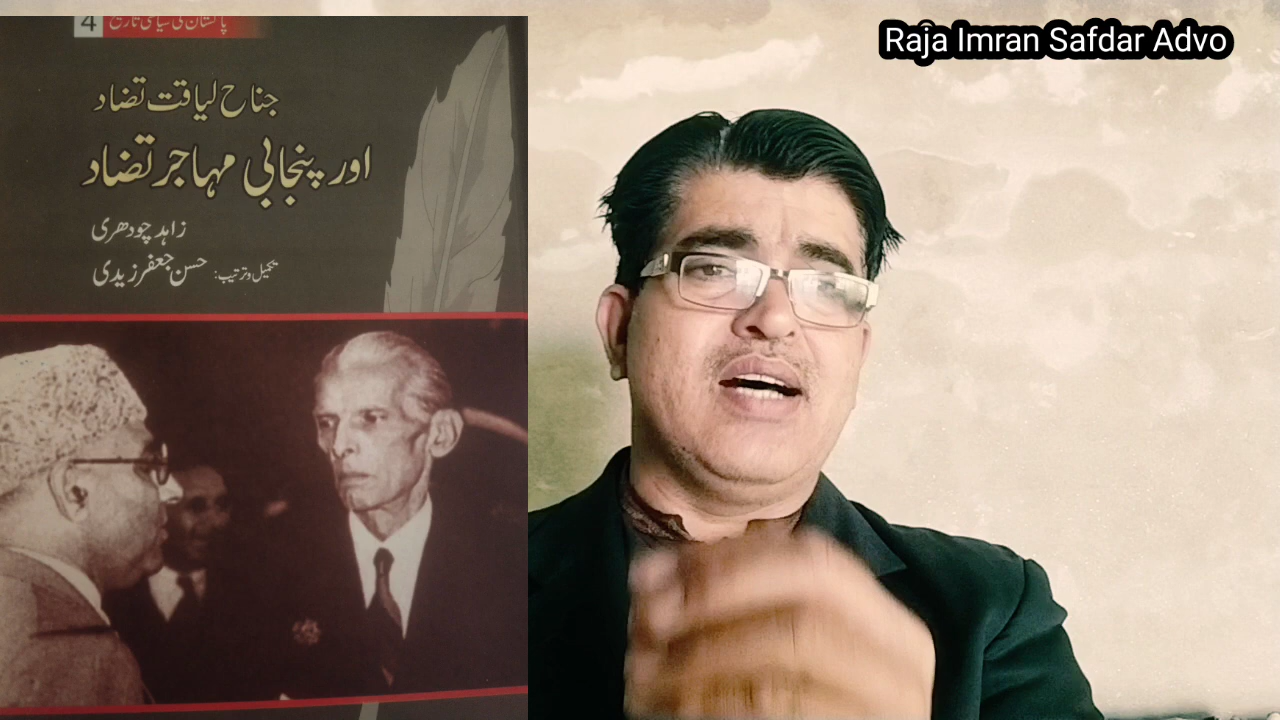 4 پاکستان کی سیاسی تاریخ
جناح لیاقت تضاد
اور پنجابی مہاجر تضاد
زاہد چودھری
تکمیل و ترتیب: حسن جعفر زیدی
Raja Imran Safdar Advo